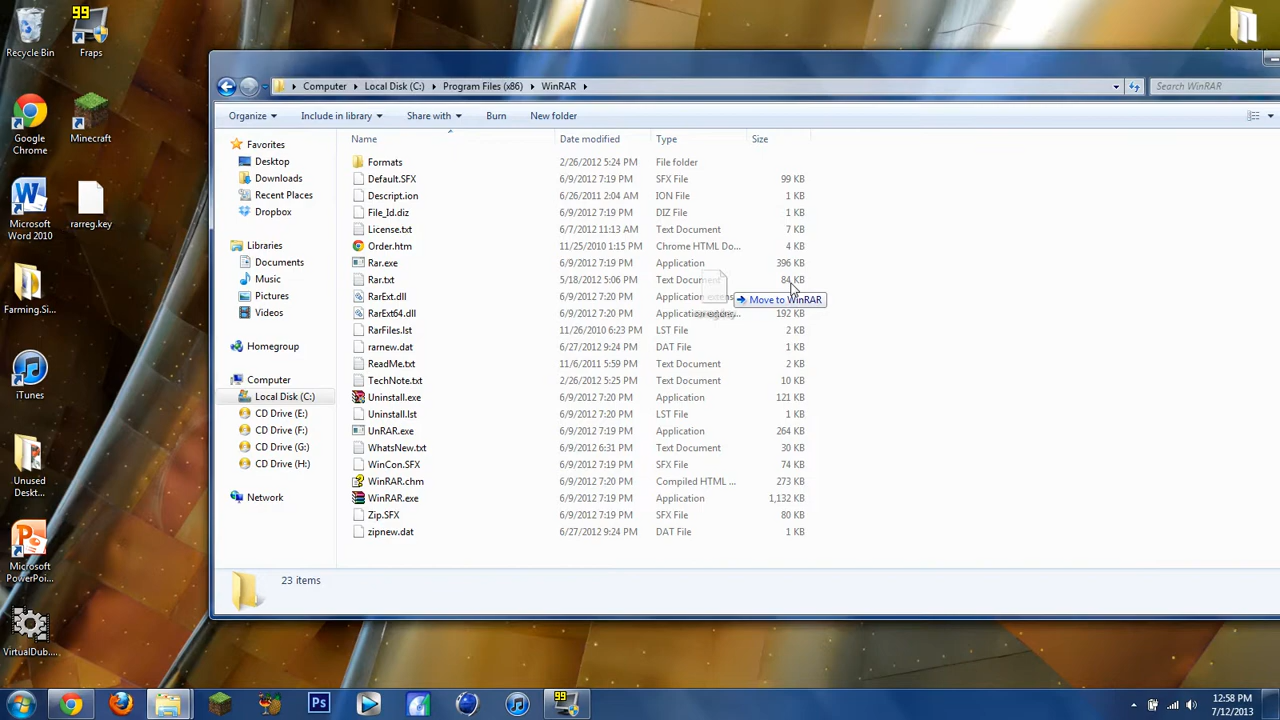 99
Recycle Bin
Fraps
Google
Chrome
Minecraft
Microsoft
Word 2010
rarreg.key
Farming.Si...
iTunes
Unused
Deskt...
Microsoft
PowerPoi...
VirtualDub....
Computer Local Disk (C:) Program Files (x86) WinRAR
Search WinRAR
Organize Include in library Share with Burn New folder
Favorites
Desktop
Downloads
Recent Places
Dropbox
Libraries
Documents
Music
Pictures
Videos
Homegroup
Computer
Local Disk (C:)
CD Drive (E:)
CD Drive (F:)
CD Drive (G:)
CD Drive (H:)
Network
Name Date modified Type Size
Formats 2/26/2012 5:24 PM File folder
Default.SFX 6/9/2012 7:19 PM SFX File 99 KB
Descript.ion 6/26/2011 2:04 AM ION File 1 KB
File_Id.diz 6/9/2012 7:19 PM DIZ File 1 KB
License.txt 6/7/2012 11:13 AM Text Document 7 KB
Order.htm 11/25/2010 1:15 PM Chrome HTML Do... 4 KB
Rar.exe 6/9/2012 7:19 PM Application 396 KB
Rar.txt 5/18/2012 5:06 PM Text Document 84 KB
RarExt.dll 6/9/2012 7:20 PM Application
Move to WinRAR
RarExt64.dll 6/9/2012 7:20 PM Application 192 KB
RarFiles.lst 11/26/2010 6:23 PM LST File 2 KB
rarnew.dat 6/27/2012 9:24 PM DAT File 1 KB
ReadMe.txt 11/6/2011 5:59 PM Text Document 2 KB
TechNote.txt 2/26/2012 5:25 PM Text Document 10 KB
Uninstall.exe 6/9/2012 7:20 PM Application 121 KB
Uninstall.lst 6/9/2012 7:20 PM LST File 1 KB
UnRAR.exe 6/9/2012 7:19 PM Application 264 KB
WhatsNew.txt 6/9/2012 6:31 PM Text Document 30 KB
WinCon.SFX 6/9/2012 7:19 PM SFX File 74 KB
WinRAR.chm 6/9/2012 7:20 PM Compiled HTML ... 273 KB
WinRAR.exe 6/9/2012 7:19 PM Application 1,132 KB
Zip.SFX 6/9/2012 7:19 PM SFX File 80 KB
zipnew.dat 6/27/2012 9:24 PM DAT File 1 KB
23 items
Ps
99
12:58 PM
7/12/2013